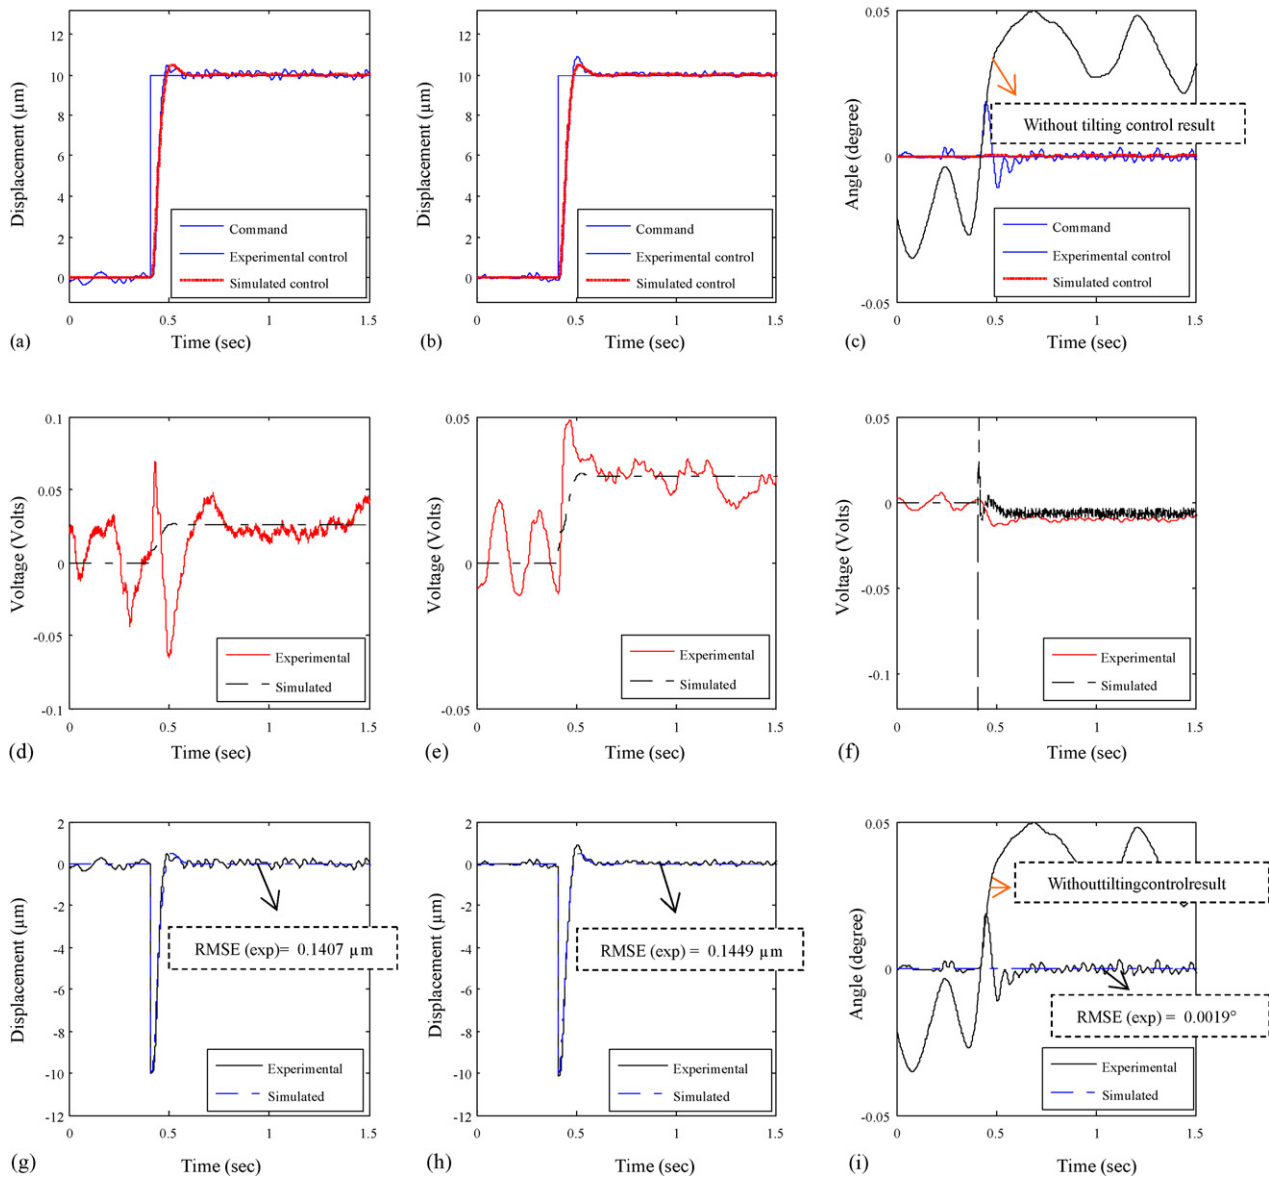 12
10
8
6
4
2
0
Displacement (µm)
Command
Experimental control
Simulated control
0
0.5
1
1.5
Time (sec)
(a)
12
10
8
6
4
2
0
Displacement (µm)
Command
Experimental control
Simulated control
0
0.5
1
1.5
Time (sec)
(b)
0.05
0
-0.05
Angle (degree)
Without tilting control result
Command
Experimental control
Simulated control
0
0.5
1
1.5
Time (sec)
(c)
0.1
0.05
0
-0.05
-0.1
Voltage (Volts)
Experimental
Simulated
0
0.5
1
1.5
Time (sec)
(d)
0.05
0
-0.05
Voltage (Volts)
Experimental
Simulated
0
0.5
1
1.5
Time (sec)
(e)
0.05
0
-0.05
-0.1
Voltage (Volts)
Experimental
Simulated
0
0.5
1
1.5
Time (sec)
(f)
2
0
-2
-4
-6
-8
-10
-12
Displacement (µm)
RMSE (exp)= 0.1407 µm
Experimental
Simulated
0
0.5
1
1.5
Time (sec)
(g)
2
0
-2
-4
-6
-8
-10
-12
Displacement (µm)
RMSE (exp) = 0.1449 µm
Experimental
Simulated
0
0.5
1
1.5
Time (sec)
(h)
0.05
0
-0.05
Angle (degree)
Withouttiltingcontrolresult
RMSE (exp) = 0.0019°
Experimental
Simulated
0
0.5
1
1.5
Time (sec)
(i)